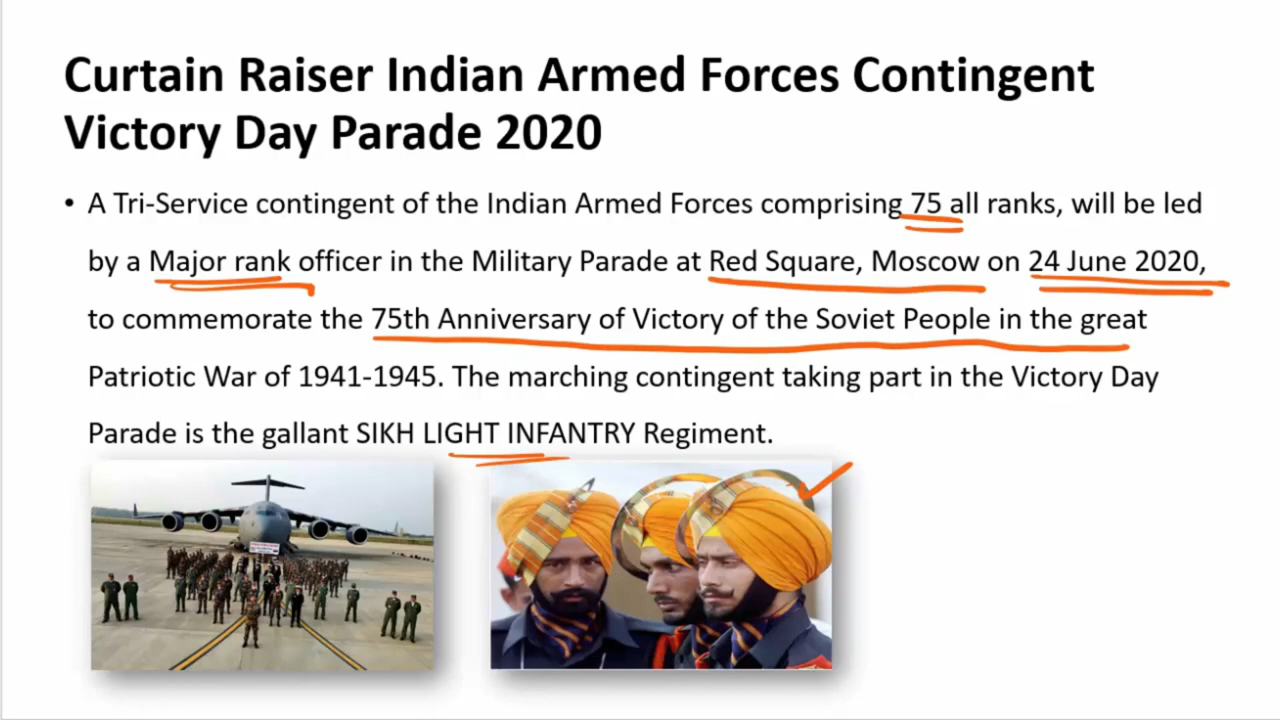 Curtain Raiser Indian Armed Forces Contingent
Victory Day Parade 2020
• A Tri-Service contingent of the Indian Armed Forces comprising 75 all ranks, will be led
by a Major rank officer in the Military Parade at Red Square, Moscow on 24 June 2020,
to commemorate the 75th Anniversary of Victory of the Soviet People in the great
Patriotic War of 1941-1945. The marching contingent taking part in the Victory Day
Parade is the gallant SIKH LIGHT INFANTRY Regiment.